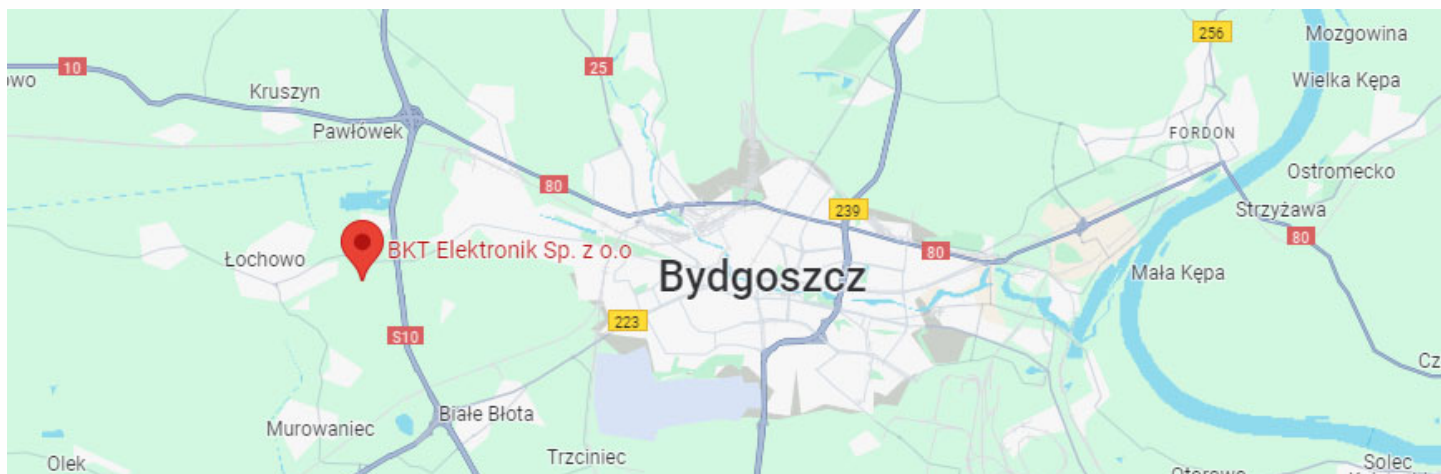 256
Mozgowina
10
25
owo
Kruszyn
Wielka Kępa
Pawłówek
FORDON
Ostromecko
80
239
Strzyżawa
80
80
BKT Elektronik Sp. z o.o
Łochowo
Bydgoszcz
Mała Kępa
223
S10
Cz
Białe Błota
Murowaniec
Trzciniec
Olek
Solec